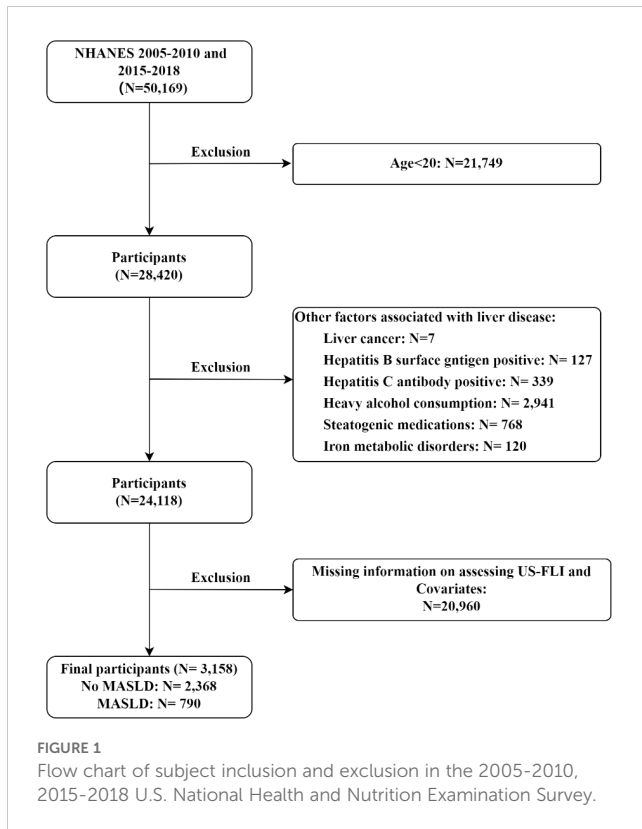 NHANES 2005-2010 and
2015-2018
(N=50,169)
Exclusion
Age<20: N=21,749
Participants
(N=28,420)
Exclusion
Other factors associated with liver disease:
Liver cancer: N=7
Hepatitis B surface gntigen positive: N= 127
Hepatitis C antibody positive: N= 339
Heavy alcohol consumption: N= 2,941
Steatogenic medications: N= 768
Iron metabolic disorders: N= 120
Participants
(N=24,118)
Exclusion
Missing information on assessing US-FLI and
Covariates:
N=20,960
Final participants (N= 3,158)
No MASLD: N= 2,368
MASLD: N= 790
FIGURE 1
Flow chart of subject inclusion and exclusion in the 2005-2010,
2015-2018 U.S. National Health and Nutrition Examination Survey.